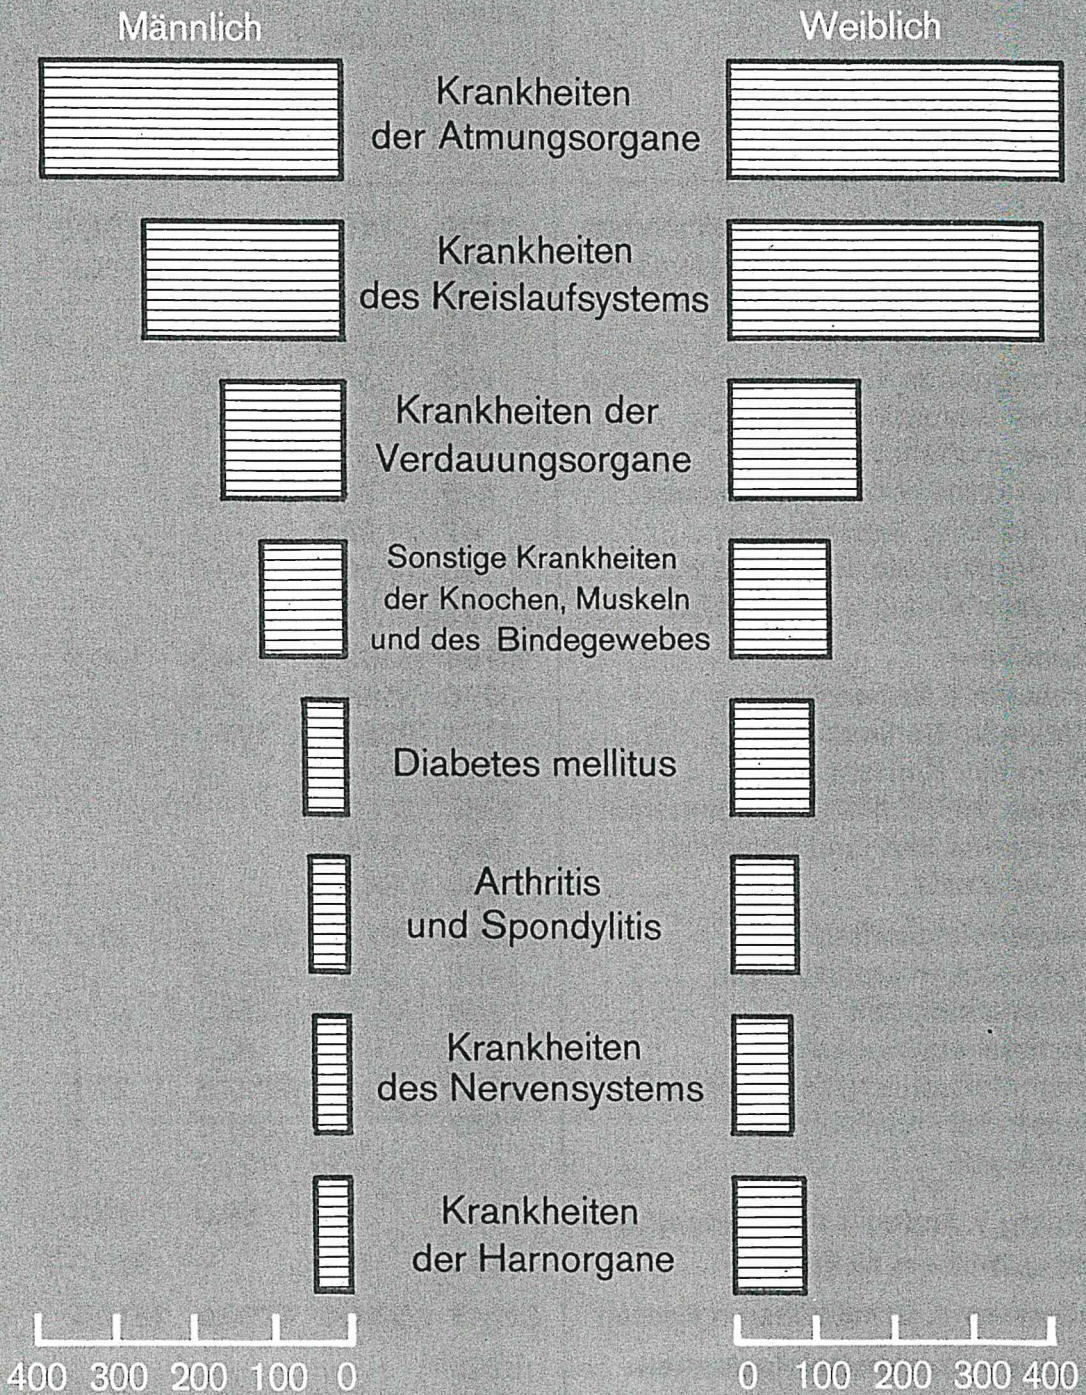 Männlich
Weiblich
Krankheiten
der Atmungsorgane
Krankheiten
des Kreislaufsystems
Krankheiten der
Verdauungsorgane
Sonstige Krankheiten
der Knochen, Muskeln
und des Bindegewebes
Diabetes mellitus
Arthritis
und Spondylitis
Krankheiten
des Nervensystems
Krankheiten
der Harnorgane
400 300 200 100 0
0 100 200 300 400